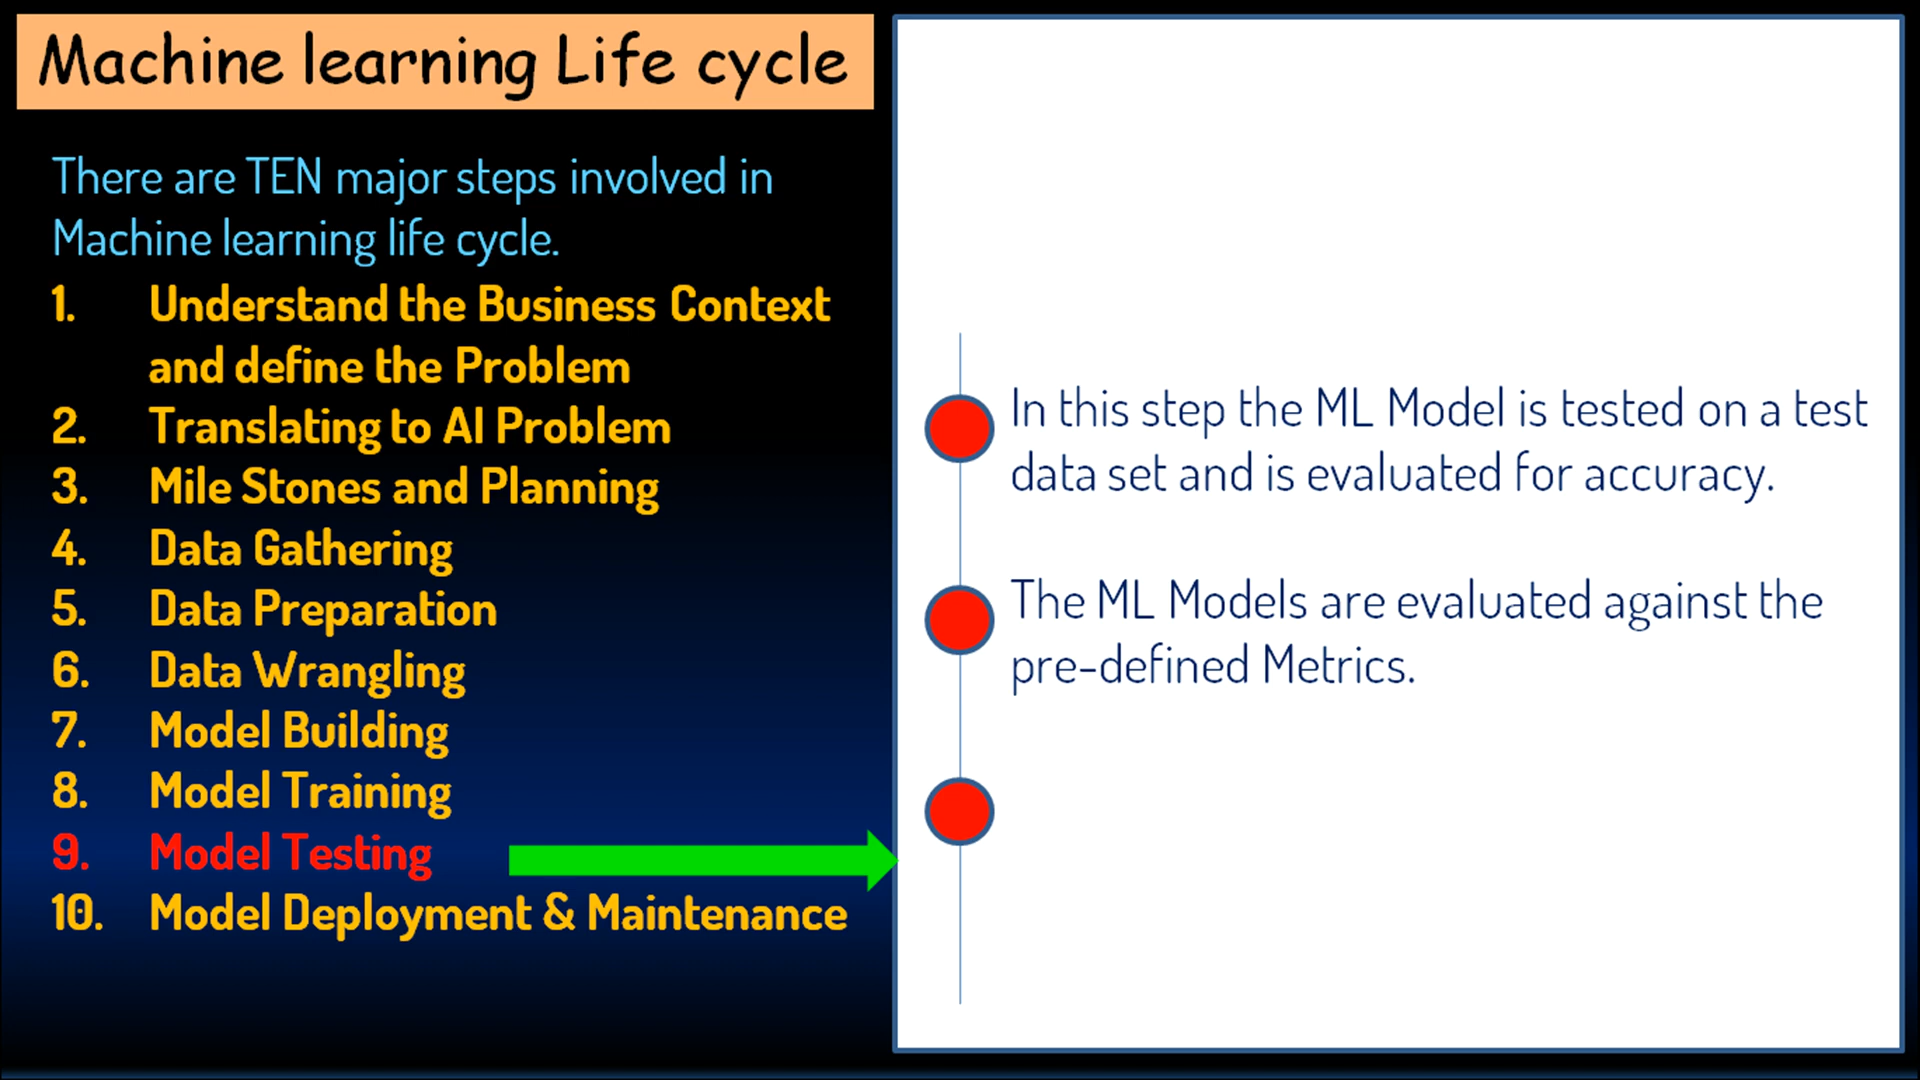 Machine learning Life cycle
There are TEN major steps involved in
Machine learning life cycle.
1. Understand the Business Context
and define the Problem
2. Translating to AI Problem
3. Mile Stones and Planning
4. Data Gathering
5. Data Preparation
6. Data Wrangling
7. Model Building
8. Model Training
9. Model Testing
10. Model Deployment & Maintenance
In this step the ML Model is tested on a test
data set and is evaluated for accuracy.
The ML Models are evaluated against the
pre-defined Metrics.